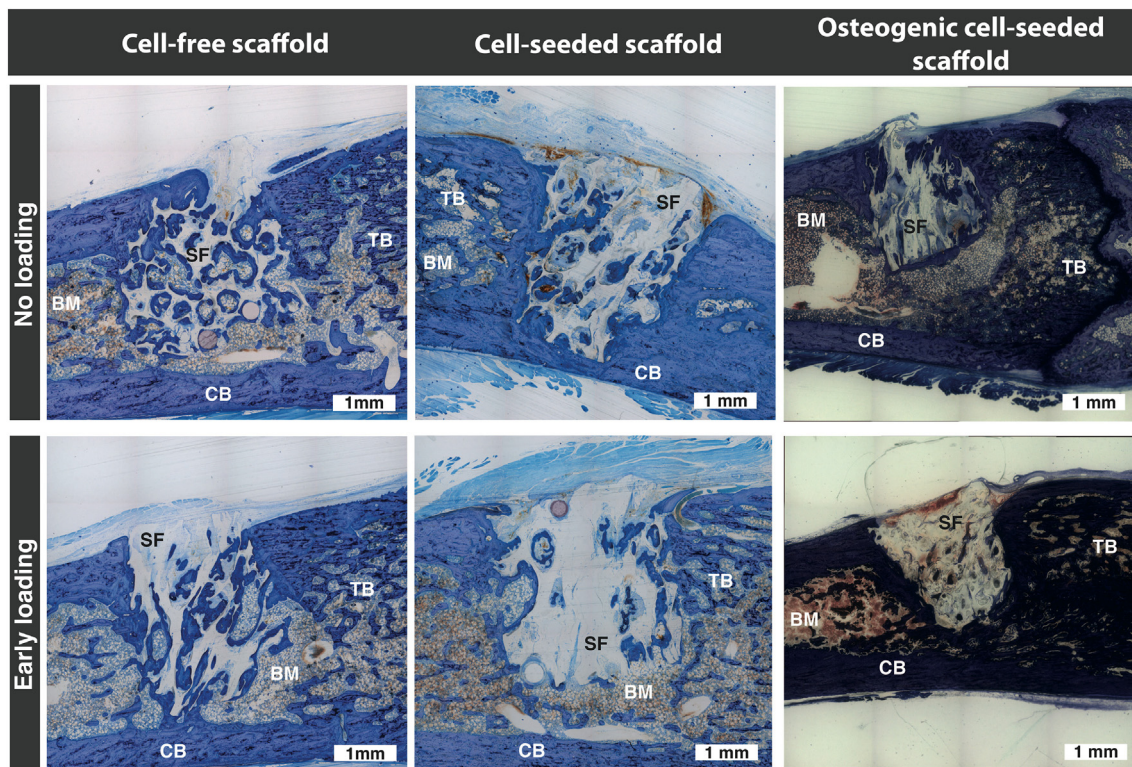 Cell-free scaffold
Cell-seeded scaffold
Osteogenic cell-seeded
scaffold
No loading
SF
TB
BM
CB
1mm
TB
SF
BM
CB
1 mm
BM
SF
TB
CB
1 mm
Early loading
SF
TB
BM
CB
1mm
TB
SF
BM
CB
1 mm
SF
TB
BM
CB
1 mm